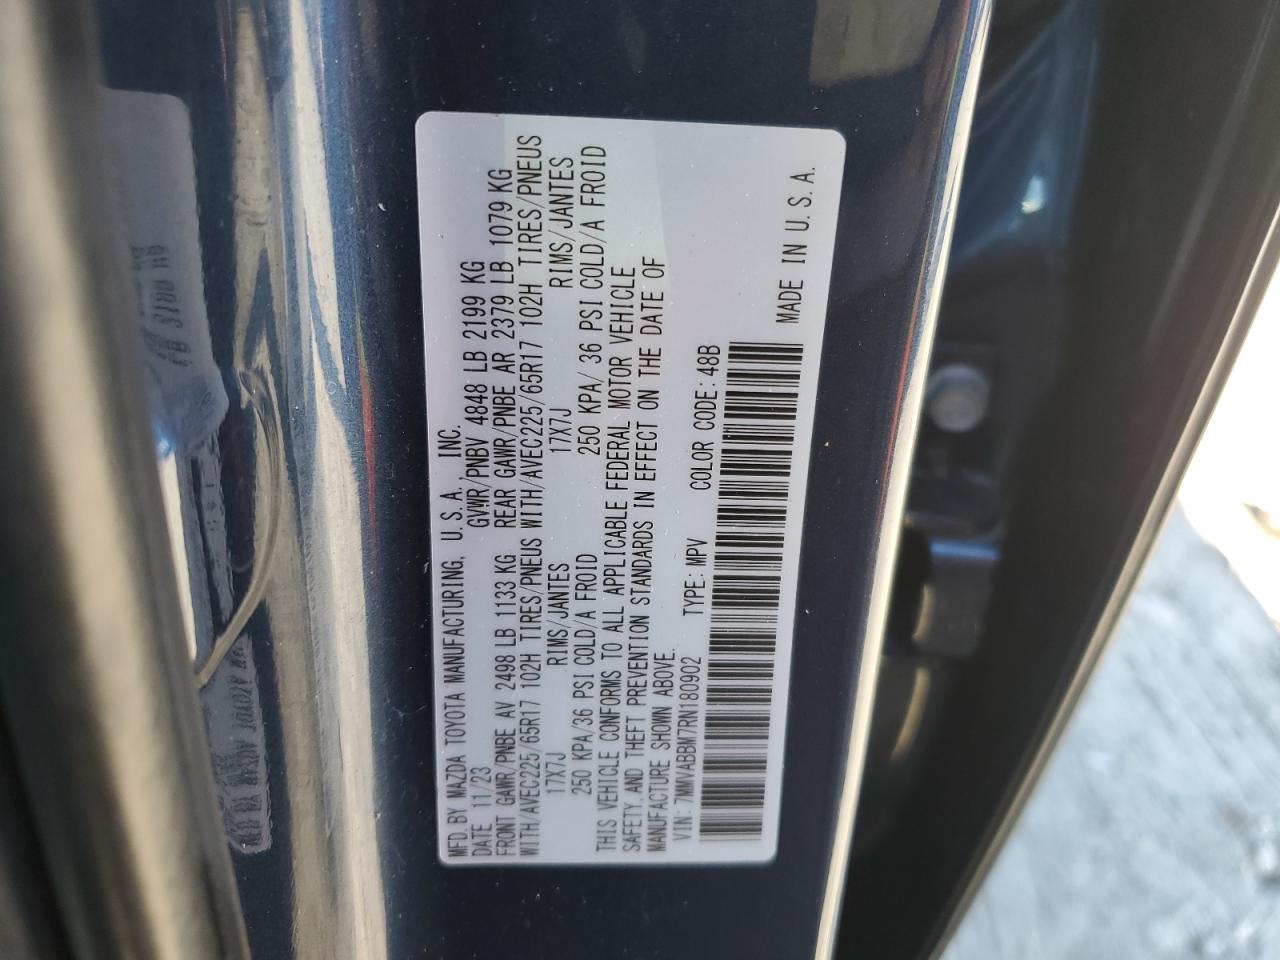 MFD. BY MAZDA TOYOTA MANUFACTURING, U.S.A., INC.
DATE 11/23 GVWR/PNBV 4848 LB 2199 KG
FRONT GAWR/PNBE AV 2498 LB 1133 KG REAR GAWR/PNBE AR 2379 LB 1079 KG
WITH/AVEC225/65R17 102H TIRES/PNEUS WITH/AVEC225/65R17 102H TIRES/PNEUS
17X7J RIMS/JANTES 17X7J RIMS/JANTES
250 KPA/36 PSI COLD/A FROID 250 KPA/ 36 PSI COLD/A FROID
THIS VEHICLE CONFORMS TO ALL APPLICABLE FEDERAL MOTOR VEHICLE
SAFETY, AND THEFT PREVENTION STANDARDS IN EFFECT ON THE DATE OF
MANUFACTURE SHOWN ABOVE.
VIN: 7MMVABBM7RN180902 TYPE: MPV COLOR CODE: 48B
MADE IN U.S.A.